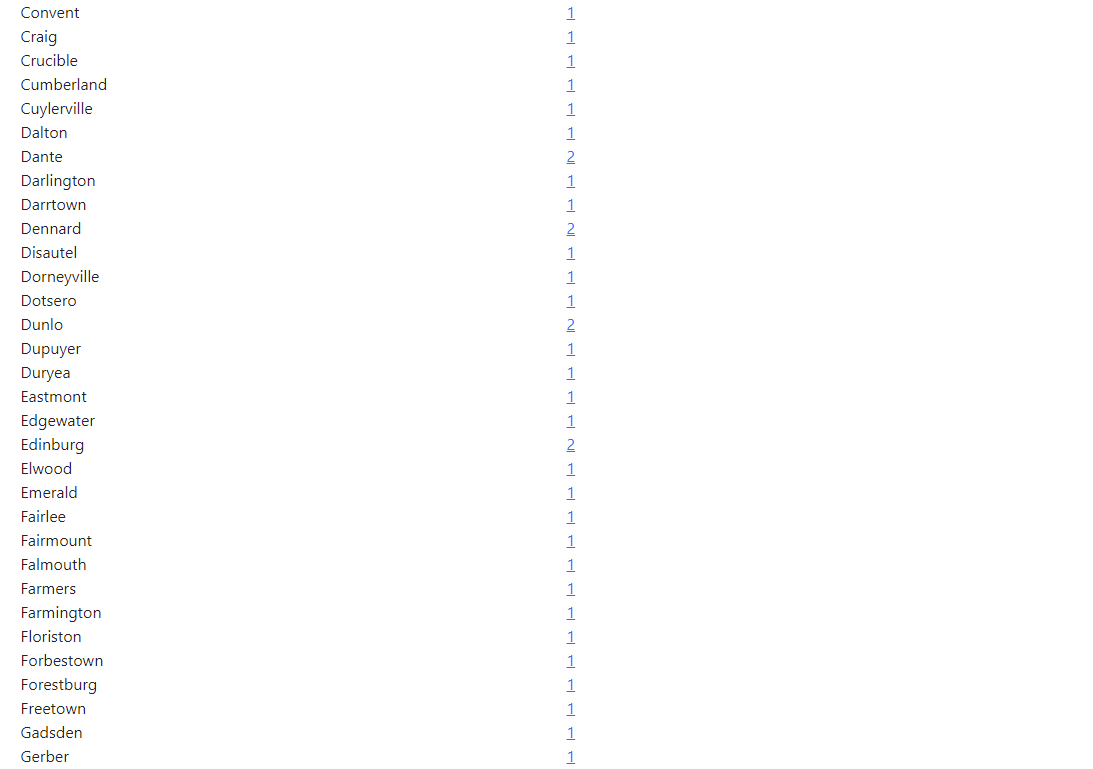 Convent 1
Craig 1
Crucible 1
Cumberland 1
Cuylerville 1
Dalton 1
Dante 2
Darlington 1
Darrtown 1
Dennard 2
Disautel 1
Dorneyville 1
Dotsero 1
Dunlo 2
Dupuyer 1
Duryea 1
Eastmont 1
Edgewater 1
Edinburg 2
Elwood 1
Emerald 1
Fairlee 1
Fairmount 1
Falmouth 1
Farmers 1
Farmington 1
Floriston 1
Forbestown 1
Forestburg 1
Freetown 1
Gadsden 1
Gerber 1